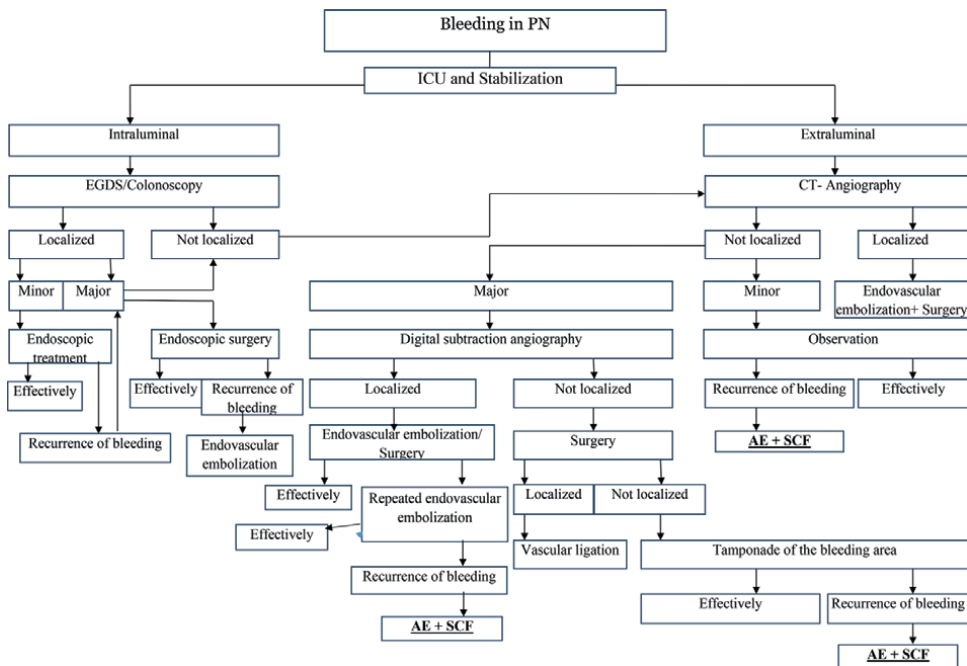 Bleeding in PN
ICU and Stabilization
Intraluminal
Extraluminal
EGDS/Colonoscopy
CT- Angiography
Localized
Not localized
Not localized
Localized
Minor
Major
Major
Minor
Endovascular
embolization+ Surgery
Endoscopic
treatment
Endoscopic surgery
Digital subtraction angiography
Observation
Effectively
Effectively
Recurrence of
bleeding
Localized
Not localized
Recurrence of bleeding
Effectively
Recurrence of bleeding
Endovascular
embolization
Endovascular embolization/
Surgery
Surgery
AE + SCF
Effectively
Repeated endovascular
embolization
Localized
Not localized
Effectively
Vascular ligation
Tamponade of the bleeding area
Recurrence of bleeding
Effectively
Recurrence of bleeding
AE + SCF
AE + SCF